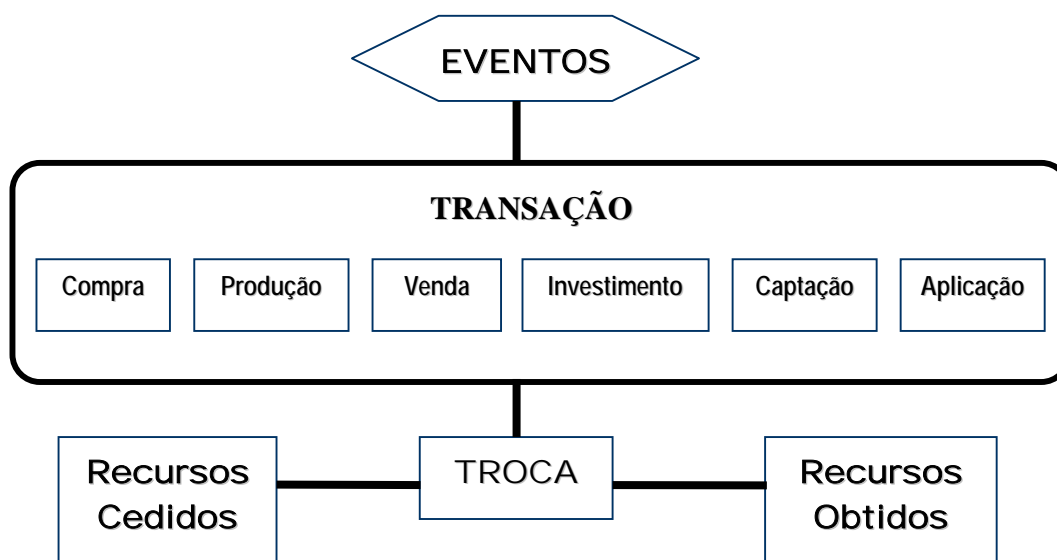 EVENTOS
TRANSAÇÃO
Compra
Produção
Venda
Investimento
Captação
Aplicação
Recursos
Cedidos
TROCA
Recursos
Obtidos